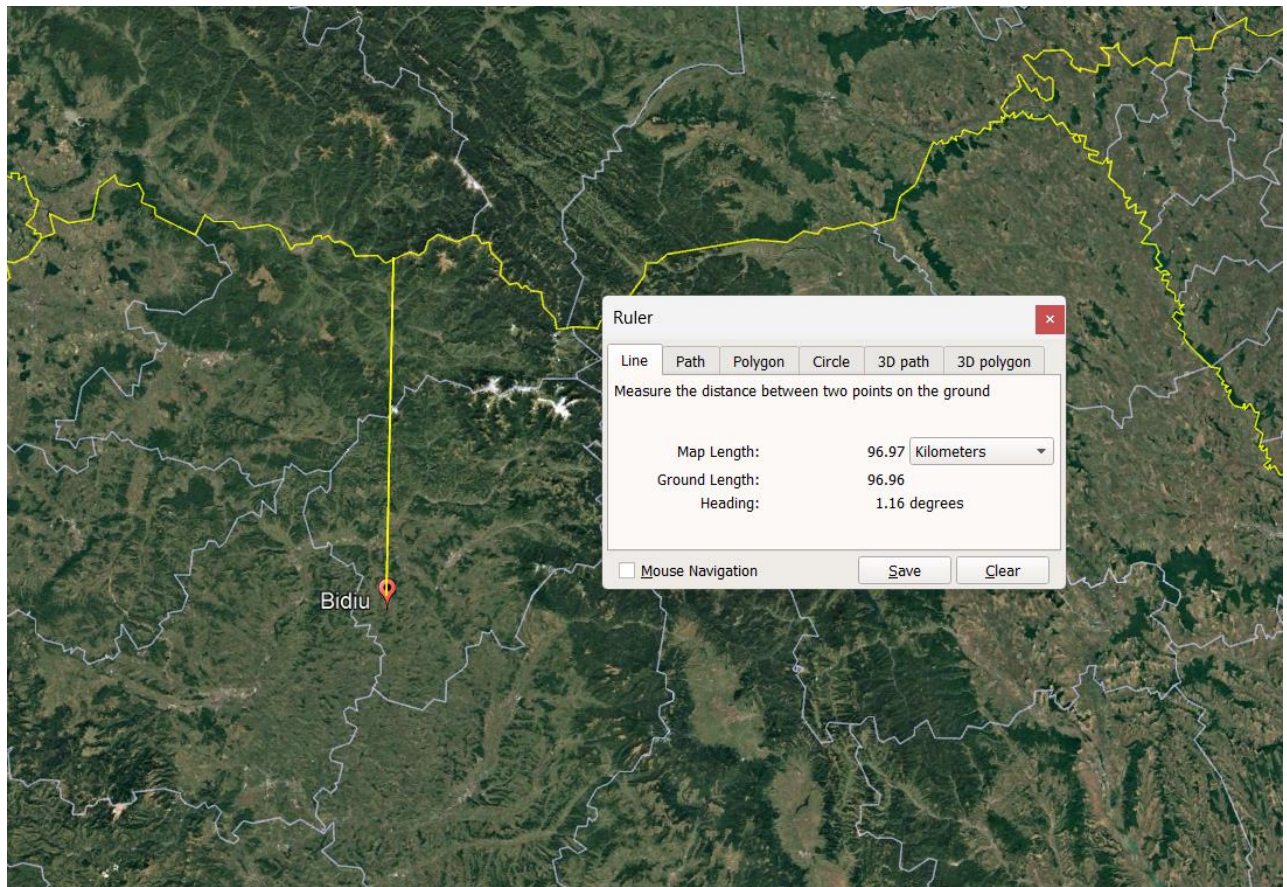 Ruler
Line Path Polygon Circle 3D path 3D polygon
Measure the distance between two points on the ground
Map Length: 96.97 Kilometers
Ground Length: 96.96
Heading: 1.16 degrees
Mouse Navigation Save Clear
Bidiu